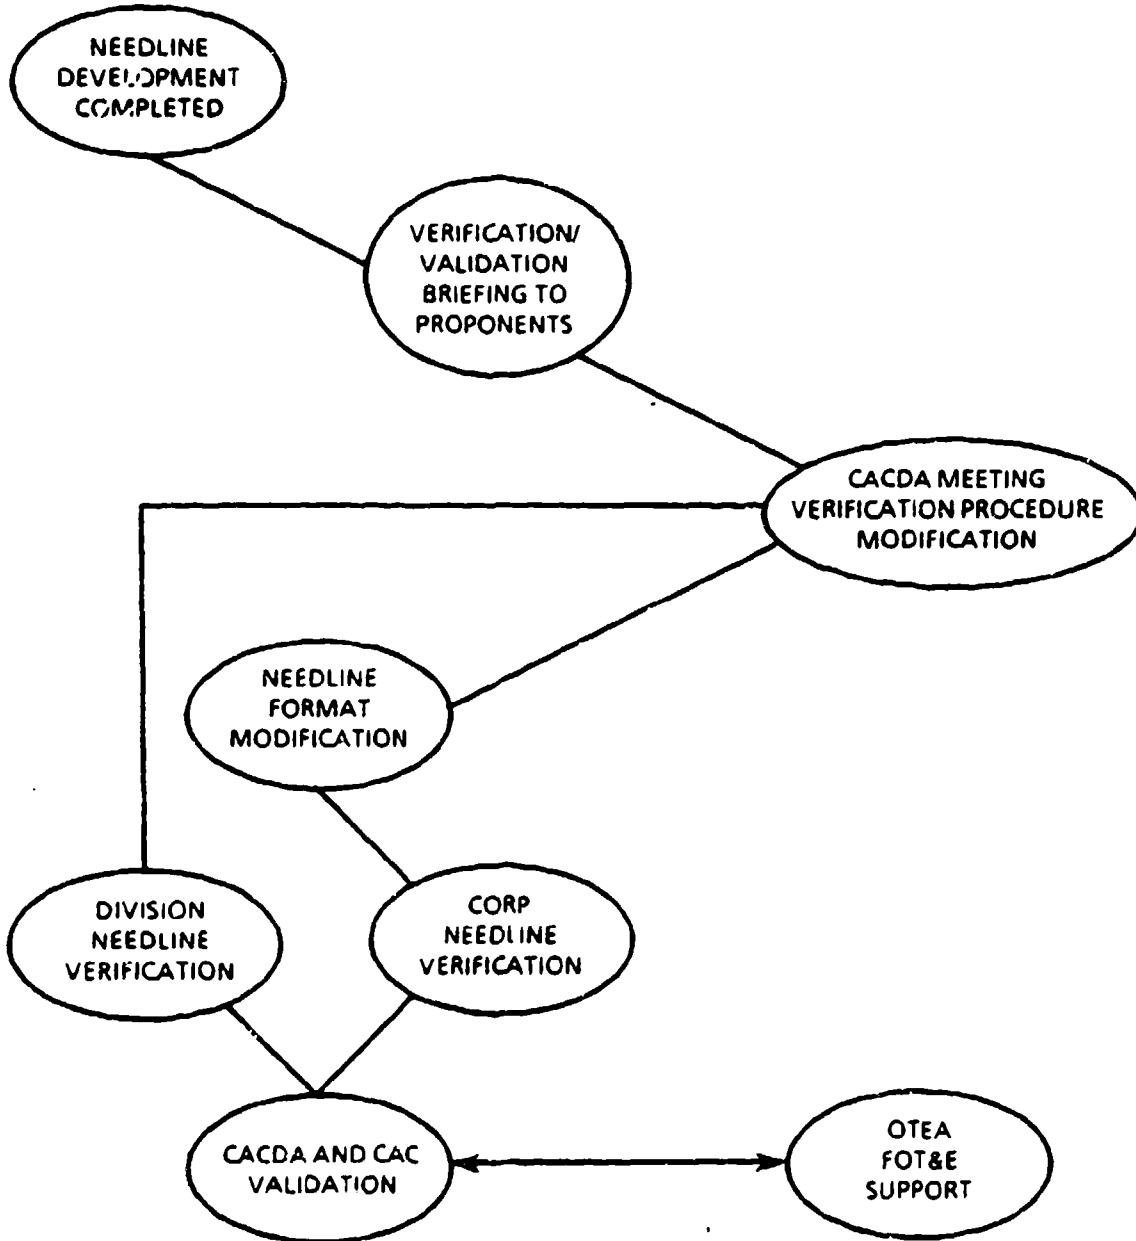 NEEDLINE
DEVELOPMENT
COMPLETED
VERIFICATION/
VALIDATION
BRIEFING TO
PROPONENTS
CACDA MEETING
VERIFICATION PROCEDURE
MODIFICATION
NEEDLINE
FORMAT
MODIFICATION
DIVISION
NEEDLINE
VERIFICATION
CORP
NEEDLINE
VERIFICATION
CACDA AND CAC
VALIDATION
OTEA
FOT&E
SUPPORT